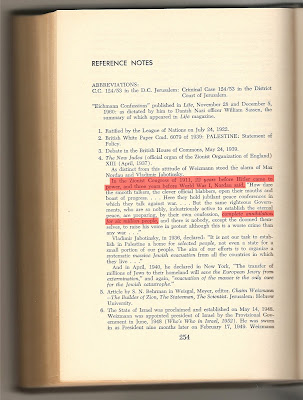 REFERENCE NOTES
ABBREVIATIONS:
C.C. 124/53 in the D.C. Jerusalem: Criminal Case 124/53 in the District
Court of Jerusalem.
"Eichmann Confession" published in Life, November 28 and December 5,
1960; as dictated by him to Danish Nazi officer William Sassen, the
summary of which appeared in Life magazine.
1. Ratified by the League of Nations on July 24, 1922.
2. British White Paper Cmd. 6079 of 1939: PALESTINE: Statement of
Policy.
3. Debate in the British House of Commons, May 24, 1939.
4. The New Judea (official organ of the Zionist Organization of England)
XIII (April, 1937).
As distinct from this attitude of Weizmann stood the efforts of Max
Nordau and Vladimir Jabotinsky.
In the Zionist Congress of 1911, 22 years before Hitler came to
power, and three years before World War I, Nordau said, "How dare
the smooth talkers, the clever official blabbers, open their mouths and
boast of progress. . . . Here they hold jubilant peace conferences in
which they talk against war. . . . But the same righteous Govern-
ments, who are so nobly, industriously active to establish the eternal
peace, are preparing, by their own confession, complete annihilation
for six million people, and there is nobody, except the doomed them-
selves, to raise his voice in protest although this is a worse crime than
any war . . ."
Vladimir Jabotinsky, in 1936, declared: "It is not our task to estab-
lish in Palestine a home for selected people, not even a state for a
small portion of our people. The aim of our efforts is to organize a
systematic massive Jewish evacuation from all the countries in which
they live . . ."
And in April, 1940, he declared in New York, "The transfer of
millions of Jews to their homeland will save the European Jewry from
extermination," and again, "evacuation of the masses is the only cure
for the Jewish catastrophe."
5. Article by S. N. Behrman in Weisgal, Meyer, editor. Chaim Weizmann
—The Builder of Zion, The Statesman, The Scientist. Jerusalem: Hebrew
University.
6. The State of Israel was proclaimed and established on May 14, 1948.
Weizmann was appointed president of Israel by the Provisional Gov-
ernment in June, 1948 (Who's Who in Israel, 1952). He was sworn
in as President nine months later on February 17, 1949. Weizmann
254